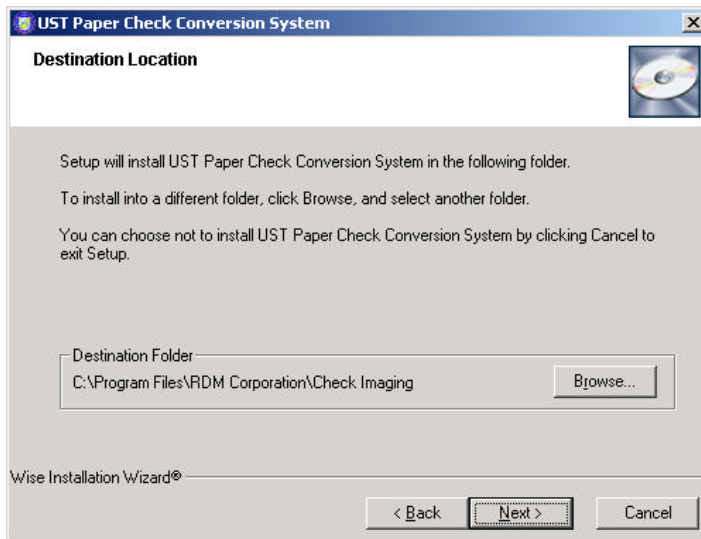 UST Paper Check Conversion System
Destination Location
Setup will install UST Paper Check Conversion System in the following folder.
To install into a different folder, click Browse, and select another folder.
You can choose not to install UST Paper Check Conversion System by clicking Cancel to
exit Setup.
Destination Folder
C:\Program Files\RDM Corporation\Check Imaging
Browse...
Wise Installation Wizard®
< Back
Next >
Cancel